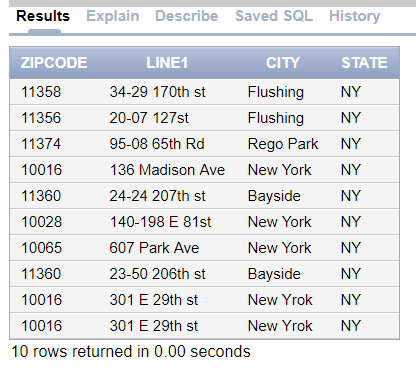 Results Explain Describe Saved SQL History
ZIPCODE LINE1 CITY STATE
11358 34-29 170th st Flushing NY
11356 20-07 127st Flushing NY
11374 95-08 65th Rd Rego Park NY
10016 136 Madison Ave New York NY
11360 24-24 207th st Bayside NY
10028 140-198 E 81st New York NY
10065 607 Park Ave New York NY
11360 23-50 206th st Bayside NY
10016 301 E 29th st New Yrok NY
10016 301 E 29th st New Yrok NY
10 rows returned in 0.00 seconds